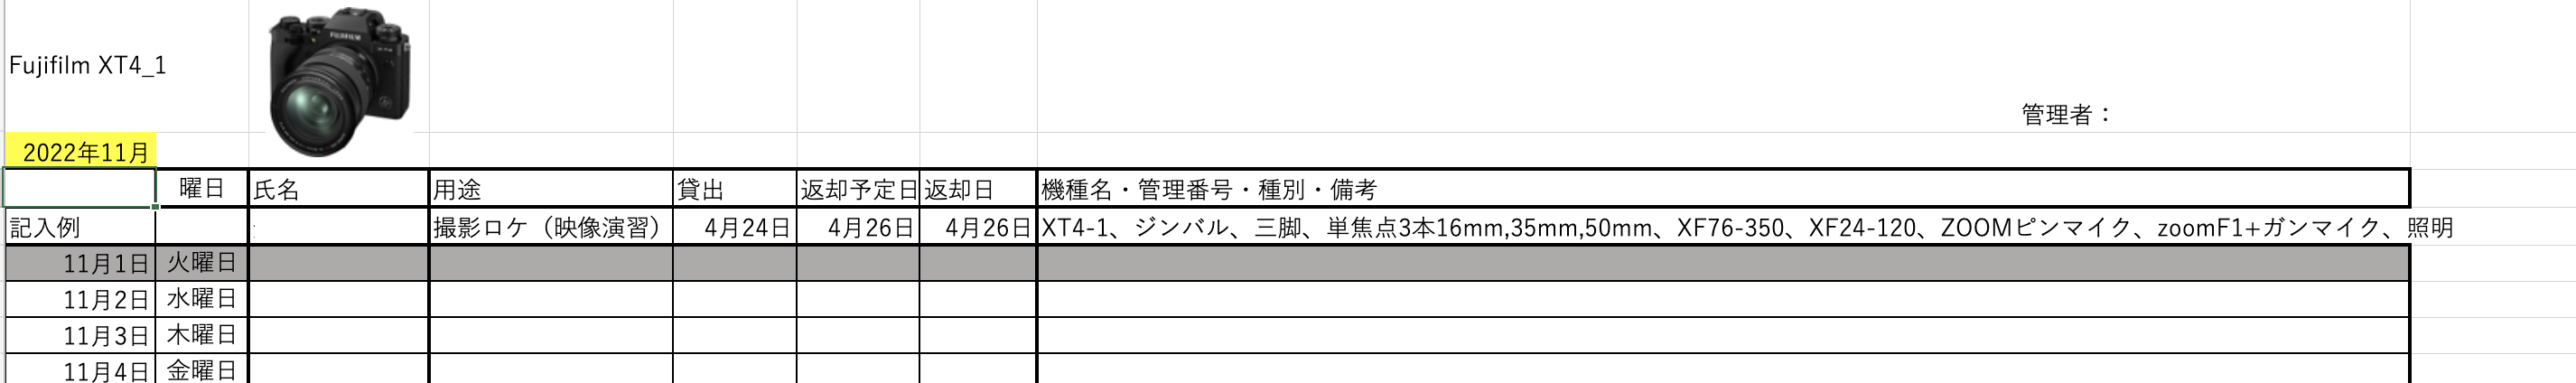 FUJIFILM
Fujifilm XT4_1
管理者：
2022年11月
曜日 氏名 用途 貸出 返却予定日 返却日 機種名・管理番号・種別・備考
記入例 撮影ロケ（映像演習） 4月24日 4月26日 4月26日 XT4-1、ジンバル、三脚、単焦点3本16mm,35mm,50mm、XF76-350、XF24-120、ZOOMピンマイク、zoomF1+ガンマイク、照明
11月1日 火曜日
11月2日 水曜日
11月3日 木曜日
11月4日 金曜日